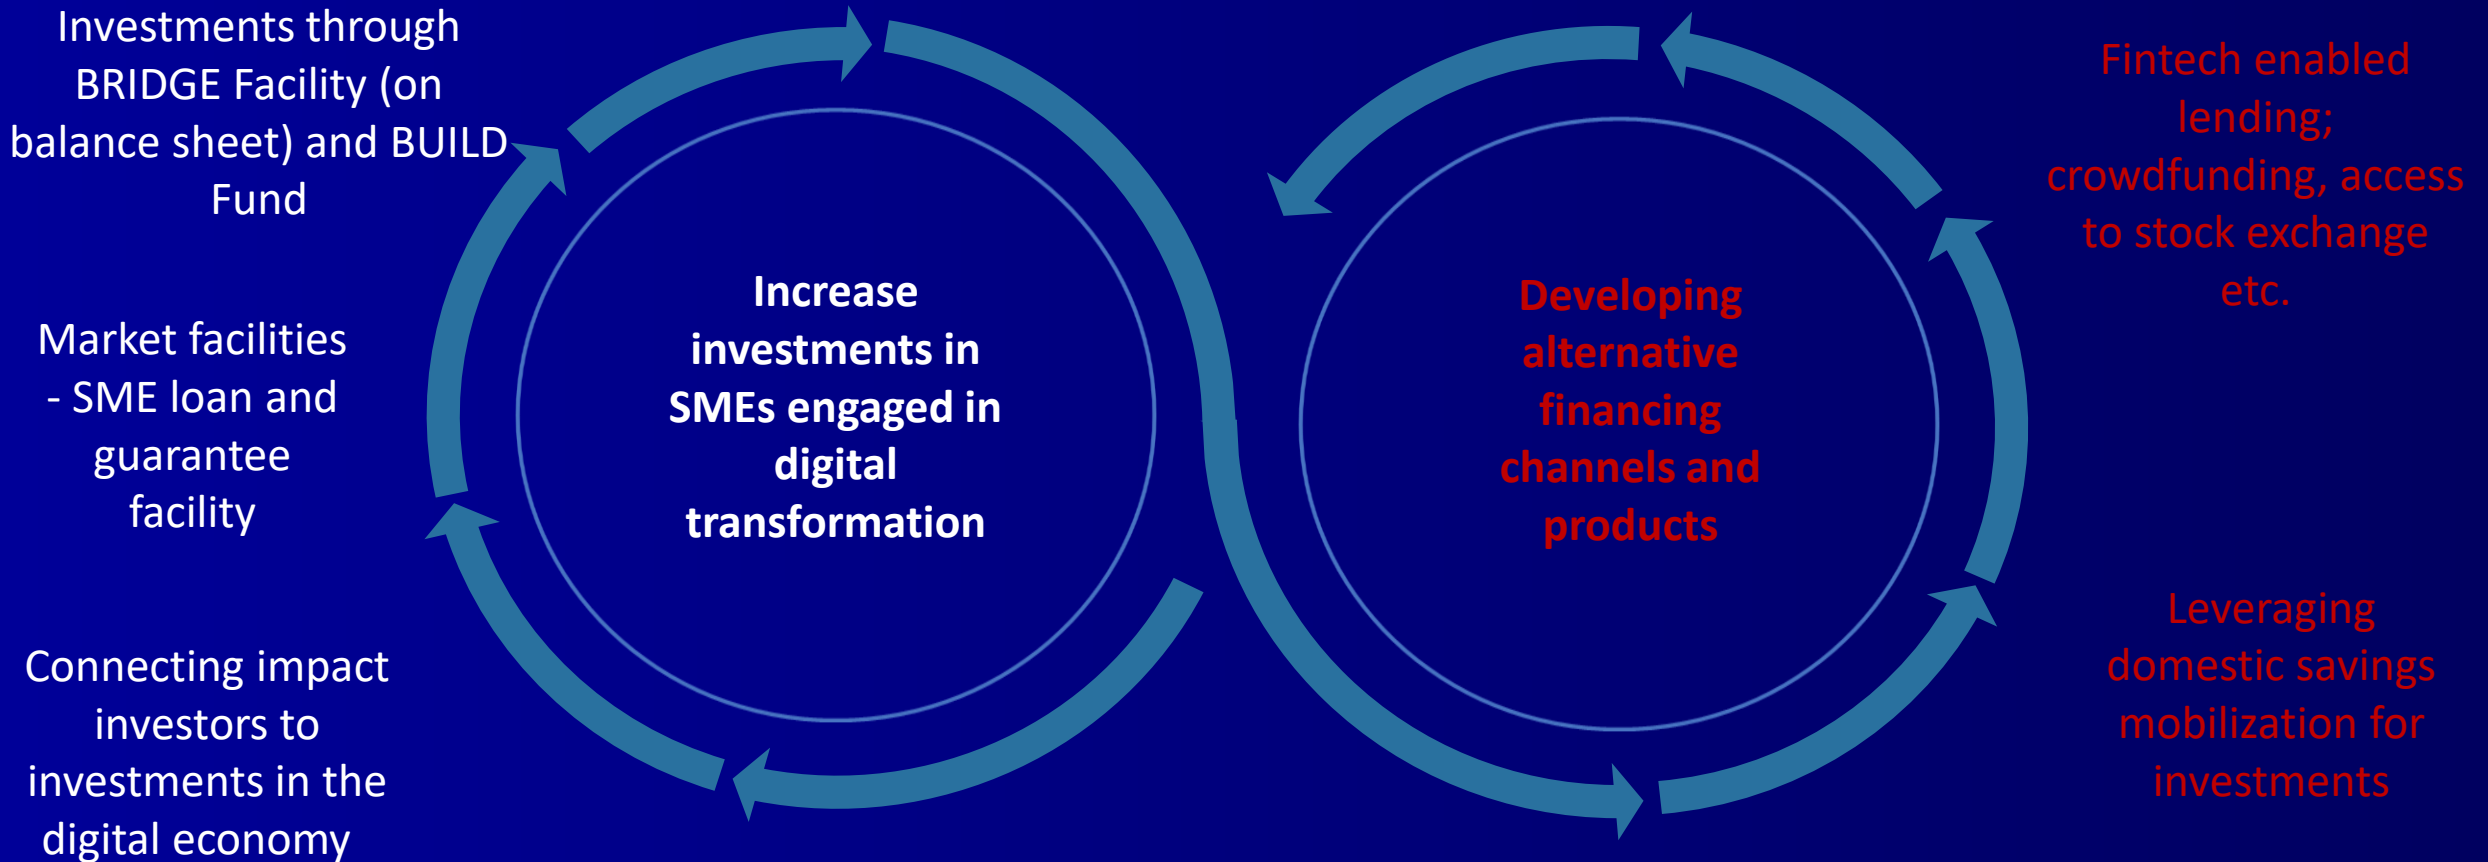 Investments through
BRIDGE Facility (on
balance sheet) and BUILD
Fund
Market facilities
- SME loan and
guarantee
facility
Connecting impact
investors to
investments in the
digital economy
Increase
investments in
SMEs engaged in
digital
transformation
Developing
alternative
financing
channels and
products
Fintech enabled
lending;
crowdfunding, access
to stock exchange
etc.
Leveraging
domestic savings
mobilization for
investments